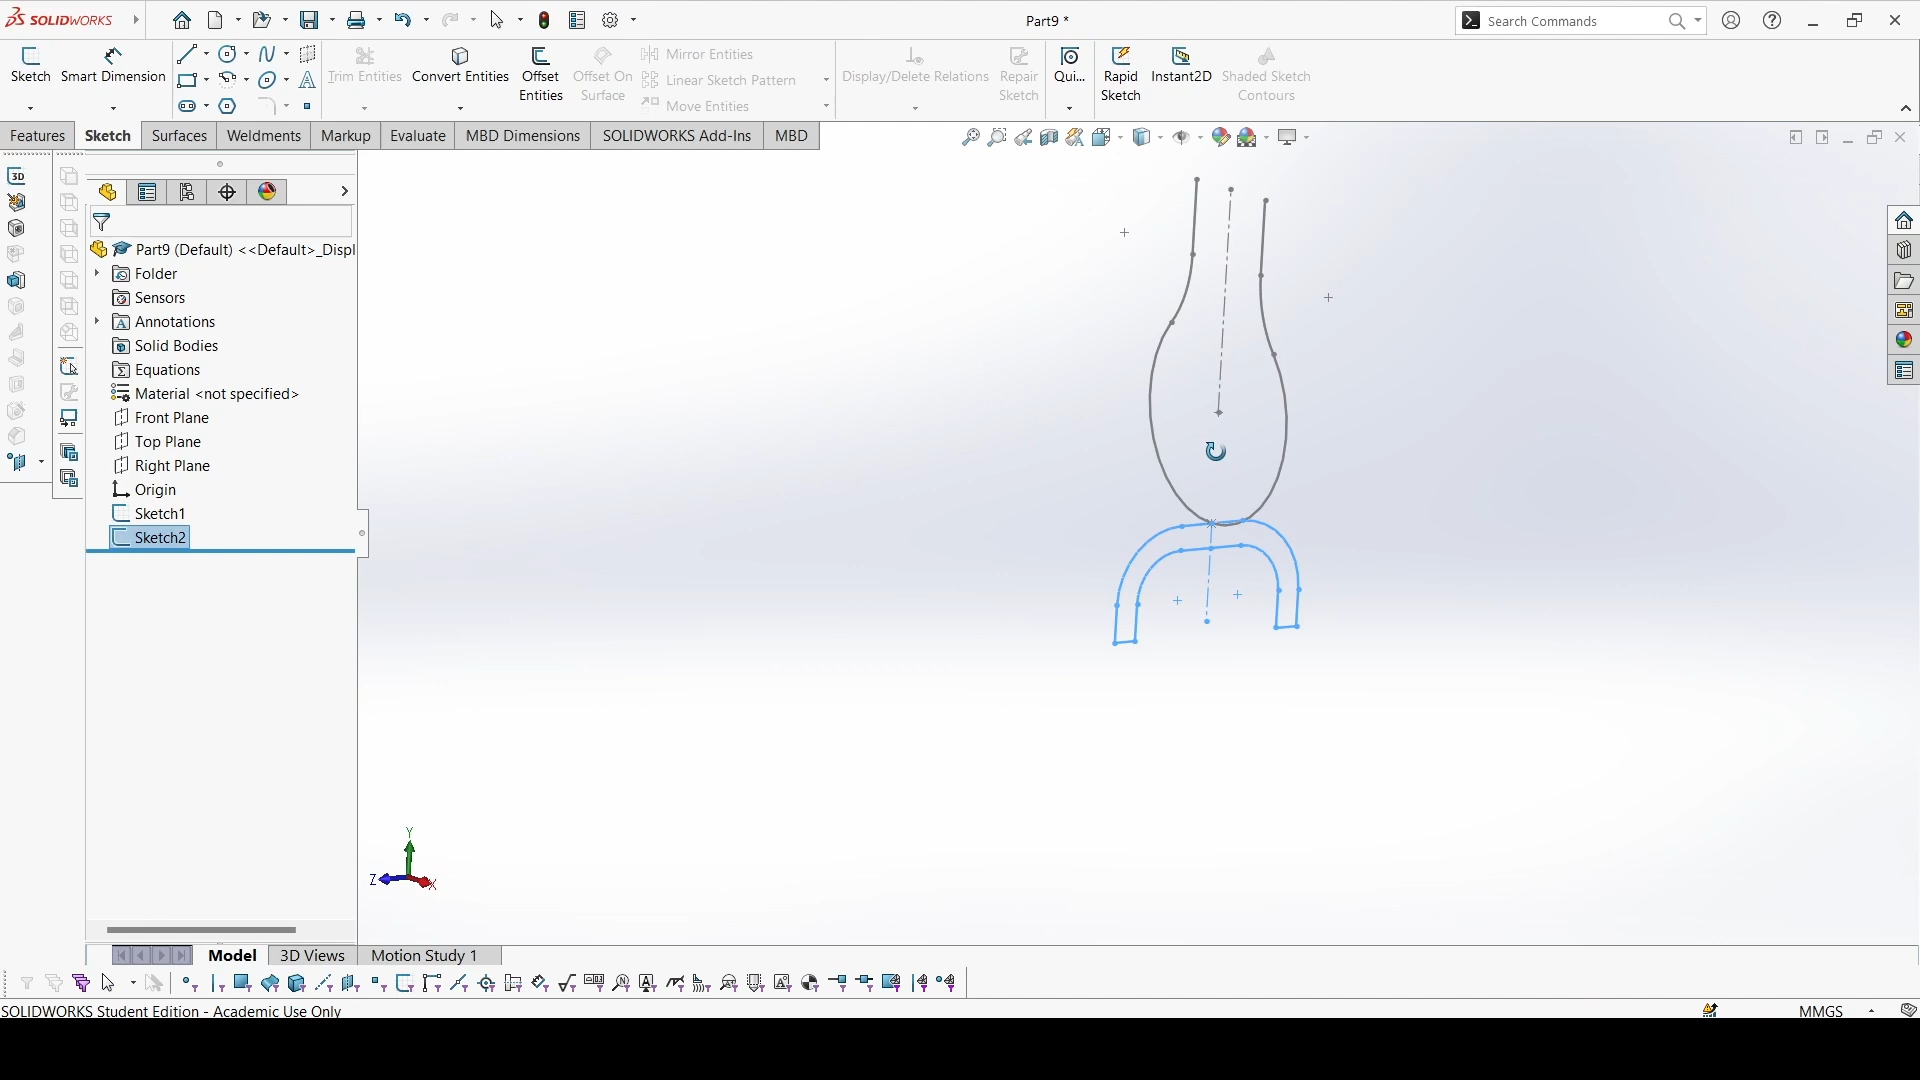 SOLIDWORKS
Part9 *
Search Commands
Sketch
Smart Dimension
Trim Entities
Convert Entities
Offset Entities
Offset On Surface
Mirror Entities
Linear Sketch Pattern
Move Entities
Display/Delete Relations
Repair Sketch
Qui...
Rapid Sketch
Instant2D
Shaded Sketch Contours
Features
Sketch
Surfaces
Weldments
Markup
Evaluate
MBD Dimensions
SOLIDWORKS Add-Ins
MBD
3D
Part9 (Default) <<Default>_Displ
Folder
Sensors
Annotations
Solid Bodies
Equations
Material <not specified>
Front Plane
Top Plane
Right Plane
Origin
Sketch1
Sketch2
Y
Z
X
Model
3D Views
Motion Study 1
SOLIDWORKS Student Edition - Academic Use Only
MMGS